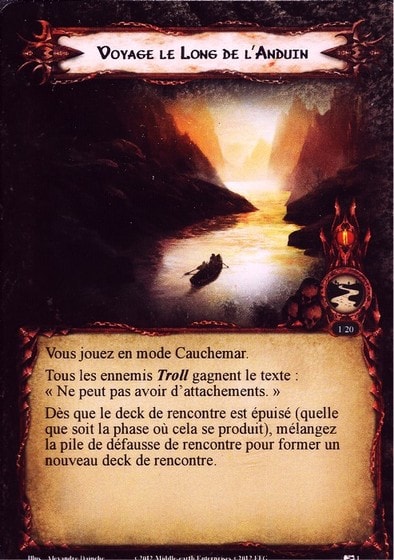 Voyage le Long de l'Anduin
1/20
Vous jouez en mode Cauchemar.
Tous les ennemis Troll gagnent le texte :
« Ne peut pas avoir d'attachements. »
Dès que le deck de rencontre est épuisé (quelle
que soit la phase où cela se produit), mélangez
la pile de défausse de rencontre pour former un
nouveau deck de rencontre.